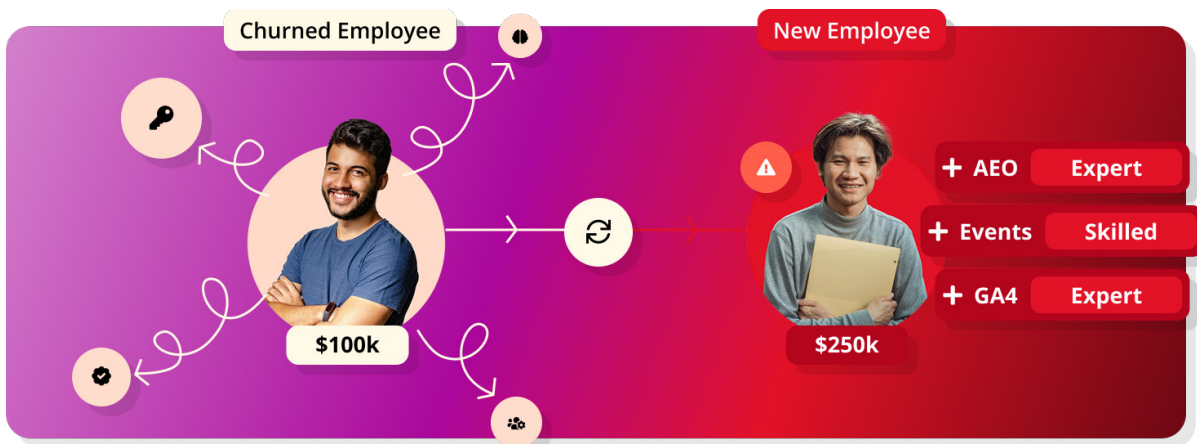 Churned Employee
New Employee
+ AEO Expert
+ Events Skilled
+ GA4 Expert
$100k
$250k